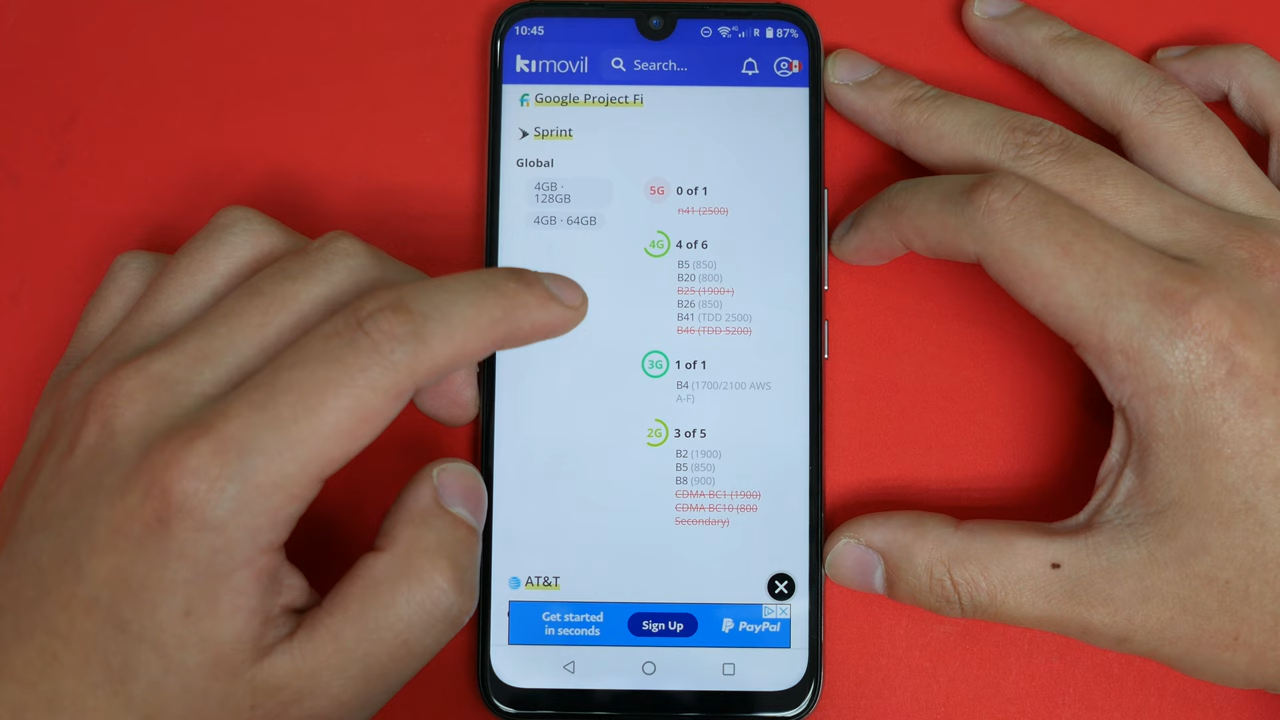 10:45
4G
R
87%
kimovil
Search...
Google Project Fi
Sprint
Global
4GB ·
128GB
4GB · 64GB
5G 0 of 1
n41 (2500)
4G 4 of 6
B5 (850)
B20 (800)
B25 (1900+)
B26 (850)
B41 (TDD 2500)
B46 (TDD 5200)
3G 1 of 1
B4 (1700/2100 AWS
A-F)
2G 3 of 5
B2 (1900)
B5 (850)
B8 (900)
CDMA BC1 (1900)
CDMA BC10 (800
Secondary)
AT&T
Get started
in seconds
Sign Up
PayPal